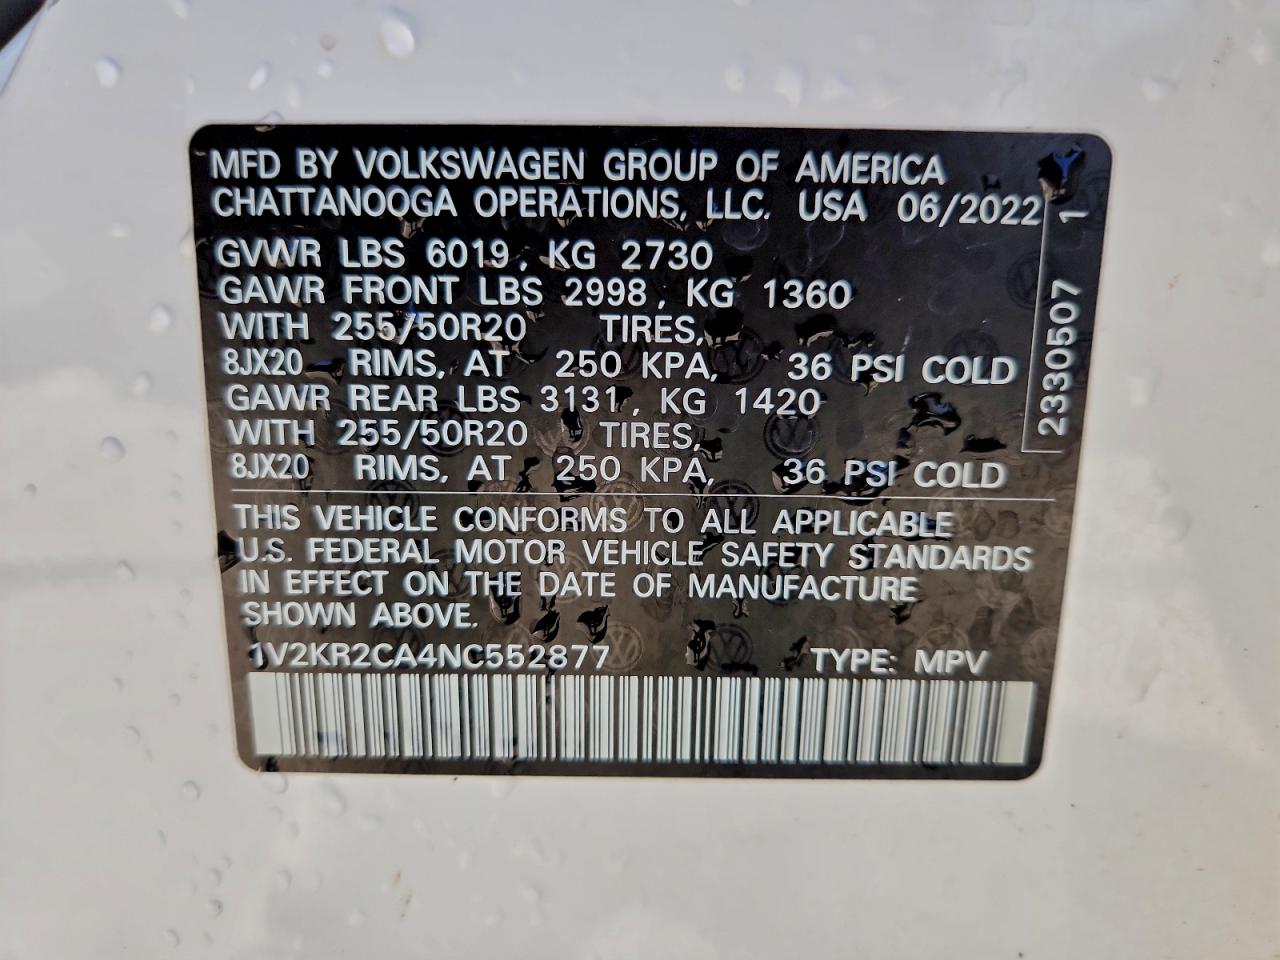 MFD BY VOLKSWAGEN GROUP OF AMERICA
CHATTANOOGA OPERATIONS, LLC. USA 06/2022
GVWR LBS 6019, KG 2730
GAWR FRONT LBS 2998, KG 1360
WITH 255/50R20 TIRES,
8JX20 RIMS, AT 250 KPA, 36 PSI COLD
GAWR REAR LBS 3131, KG 1420
WITH 255/50R20 TIRES,
8JX20 RIMS, AT 250 KPA, 36 PSI COLD
THIS VEHICLE CONFORMS TO ALL APPLICABLE
U.S. FEDERAL MOTOR VEHICLE SAFETY STANDARDS
IN EFFECT ON THE DATE OF MANUFACTURE
SHOWN ABOVE.
1V2KR2CA4NC552877 TYPE: MPV
2330507 1